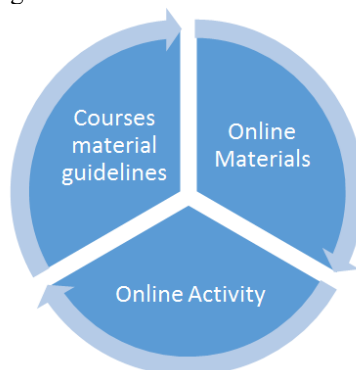 Courses
material
guidelines
Online
Materials
Online Activity